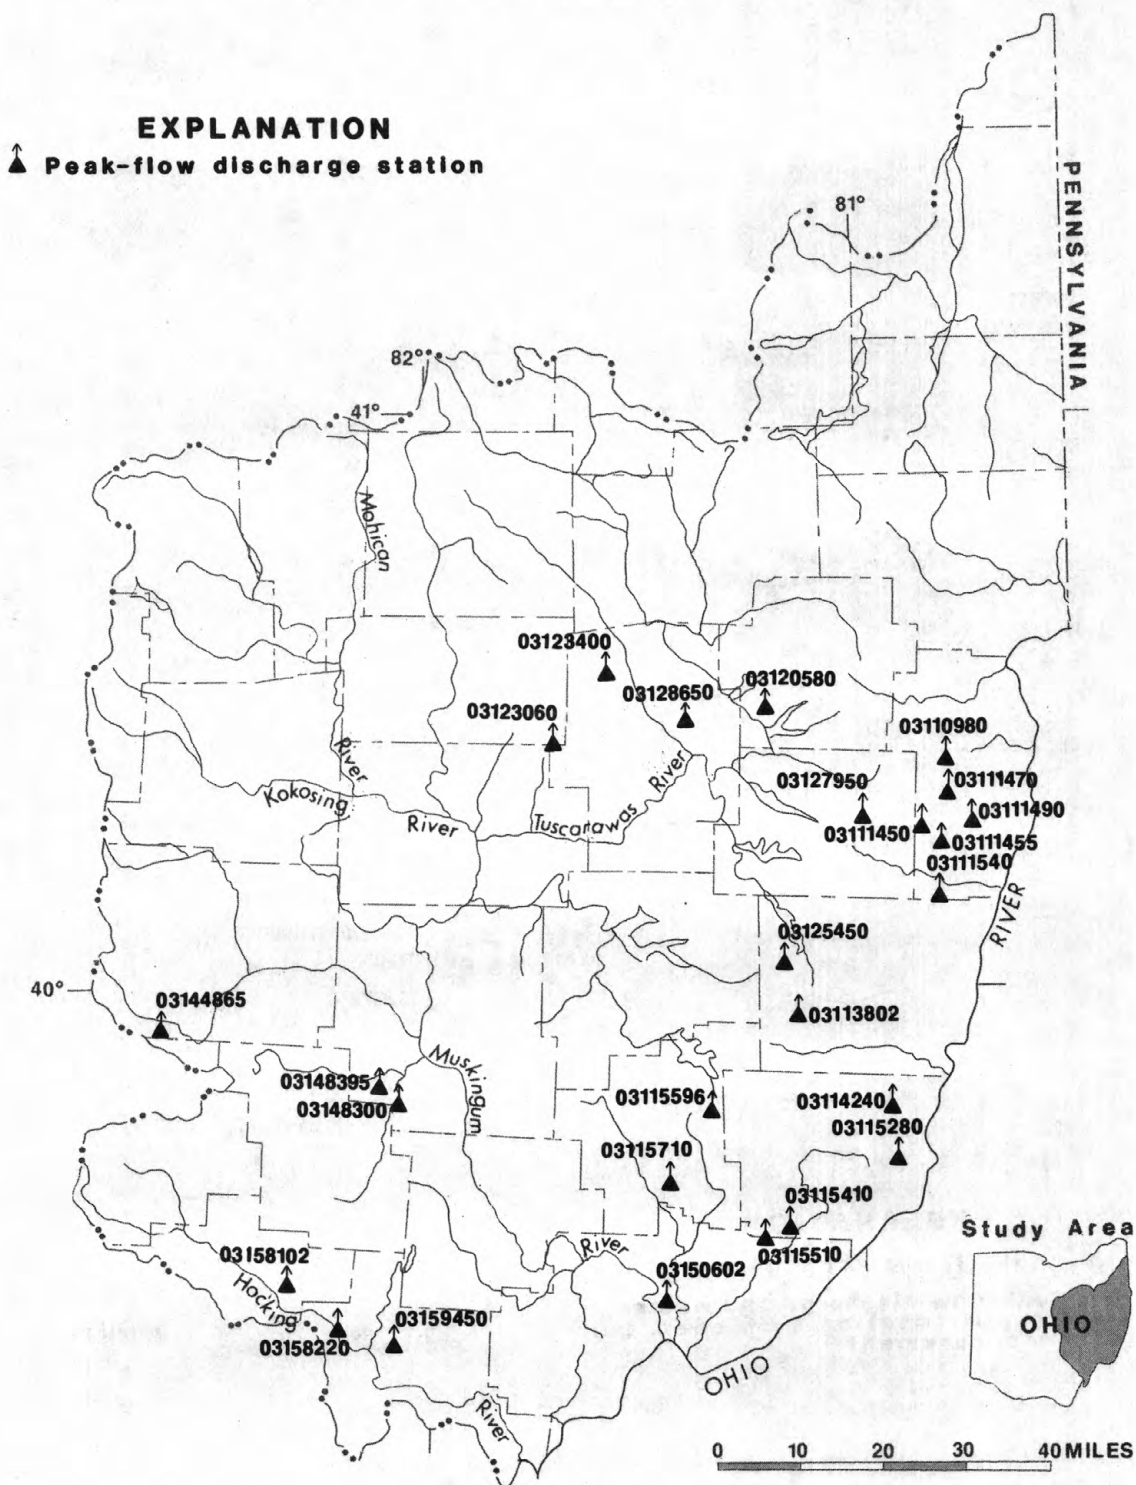 EXPLANATION
Peak-flow discharge station
PENNSYLVANIA
81°
82°
41°
Mohican
03123400
03128650
03120580
03123060
03110980
River
River
03127950
03111470
Kokosing
River
Tuscarawas
03111490
03111450
03111455
03111540
RIVER
03125450
40°
03144865
03113802
Muskingum
03148395
03148300
03115596
03114240
03115280
03115710
03115410
Study Area
River
03115510
03158102
03150602
Hocking
OHIO
03159450
03158220
OHIO
River
0 10 20 30 40 MILES